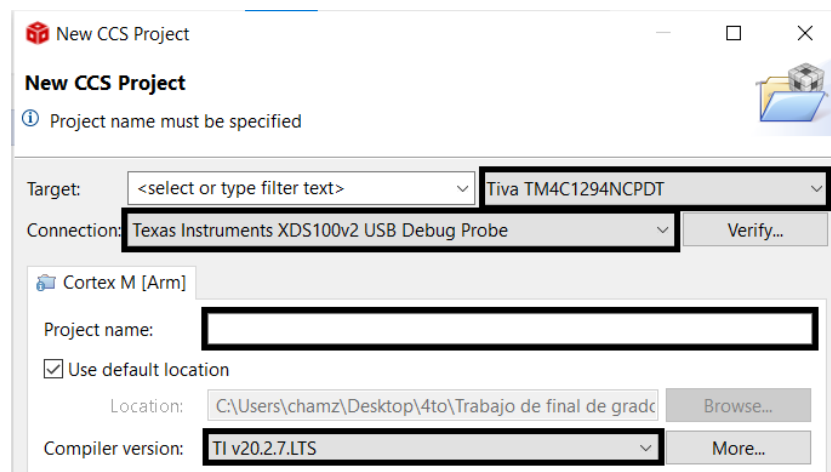 New CCS Project
New CCS Project
Project name must be specified
Target: <select or type filter text> Tiva TM4C1294NCPDT
Connection: Texas Instruments XDS100v2 USB Debug Probe Verify...
Cortex M [Arm]
Project name:
Use default location
Location: C:\Users\chamz\Desktop\4to\Trabajo de final de grado Browse...
Compiler version: TI v20.2.7.LTS More...